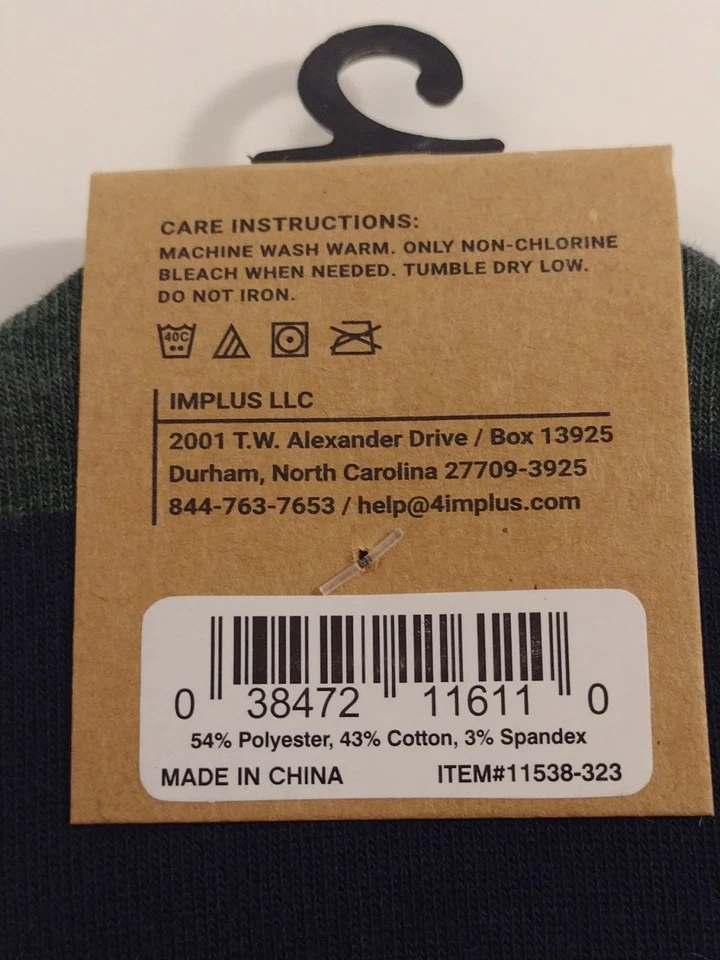 CARE INSTRUCTIONS:
MACHINE WASH WARM. ONLY NON-CHLORINE
BLEACH WHEN NEEDED. TUMBLE DRY LOW.
DO NOT IRON.
40C
IMPLUS LLC
2001 T.W. Alexander Drive / Box 13925
Durham, North Carolina 27709-3925
844-763-7653 / help@4implus.com
0 38472 11611 0
54% Polyester, 43% Cotton, 3% Spandex
MADE IN CHINA ITEM#11538-323